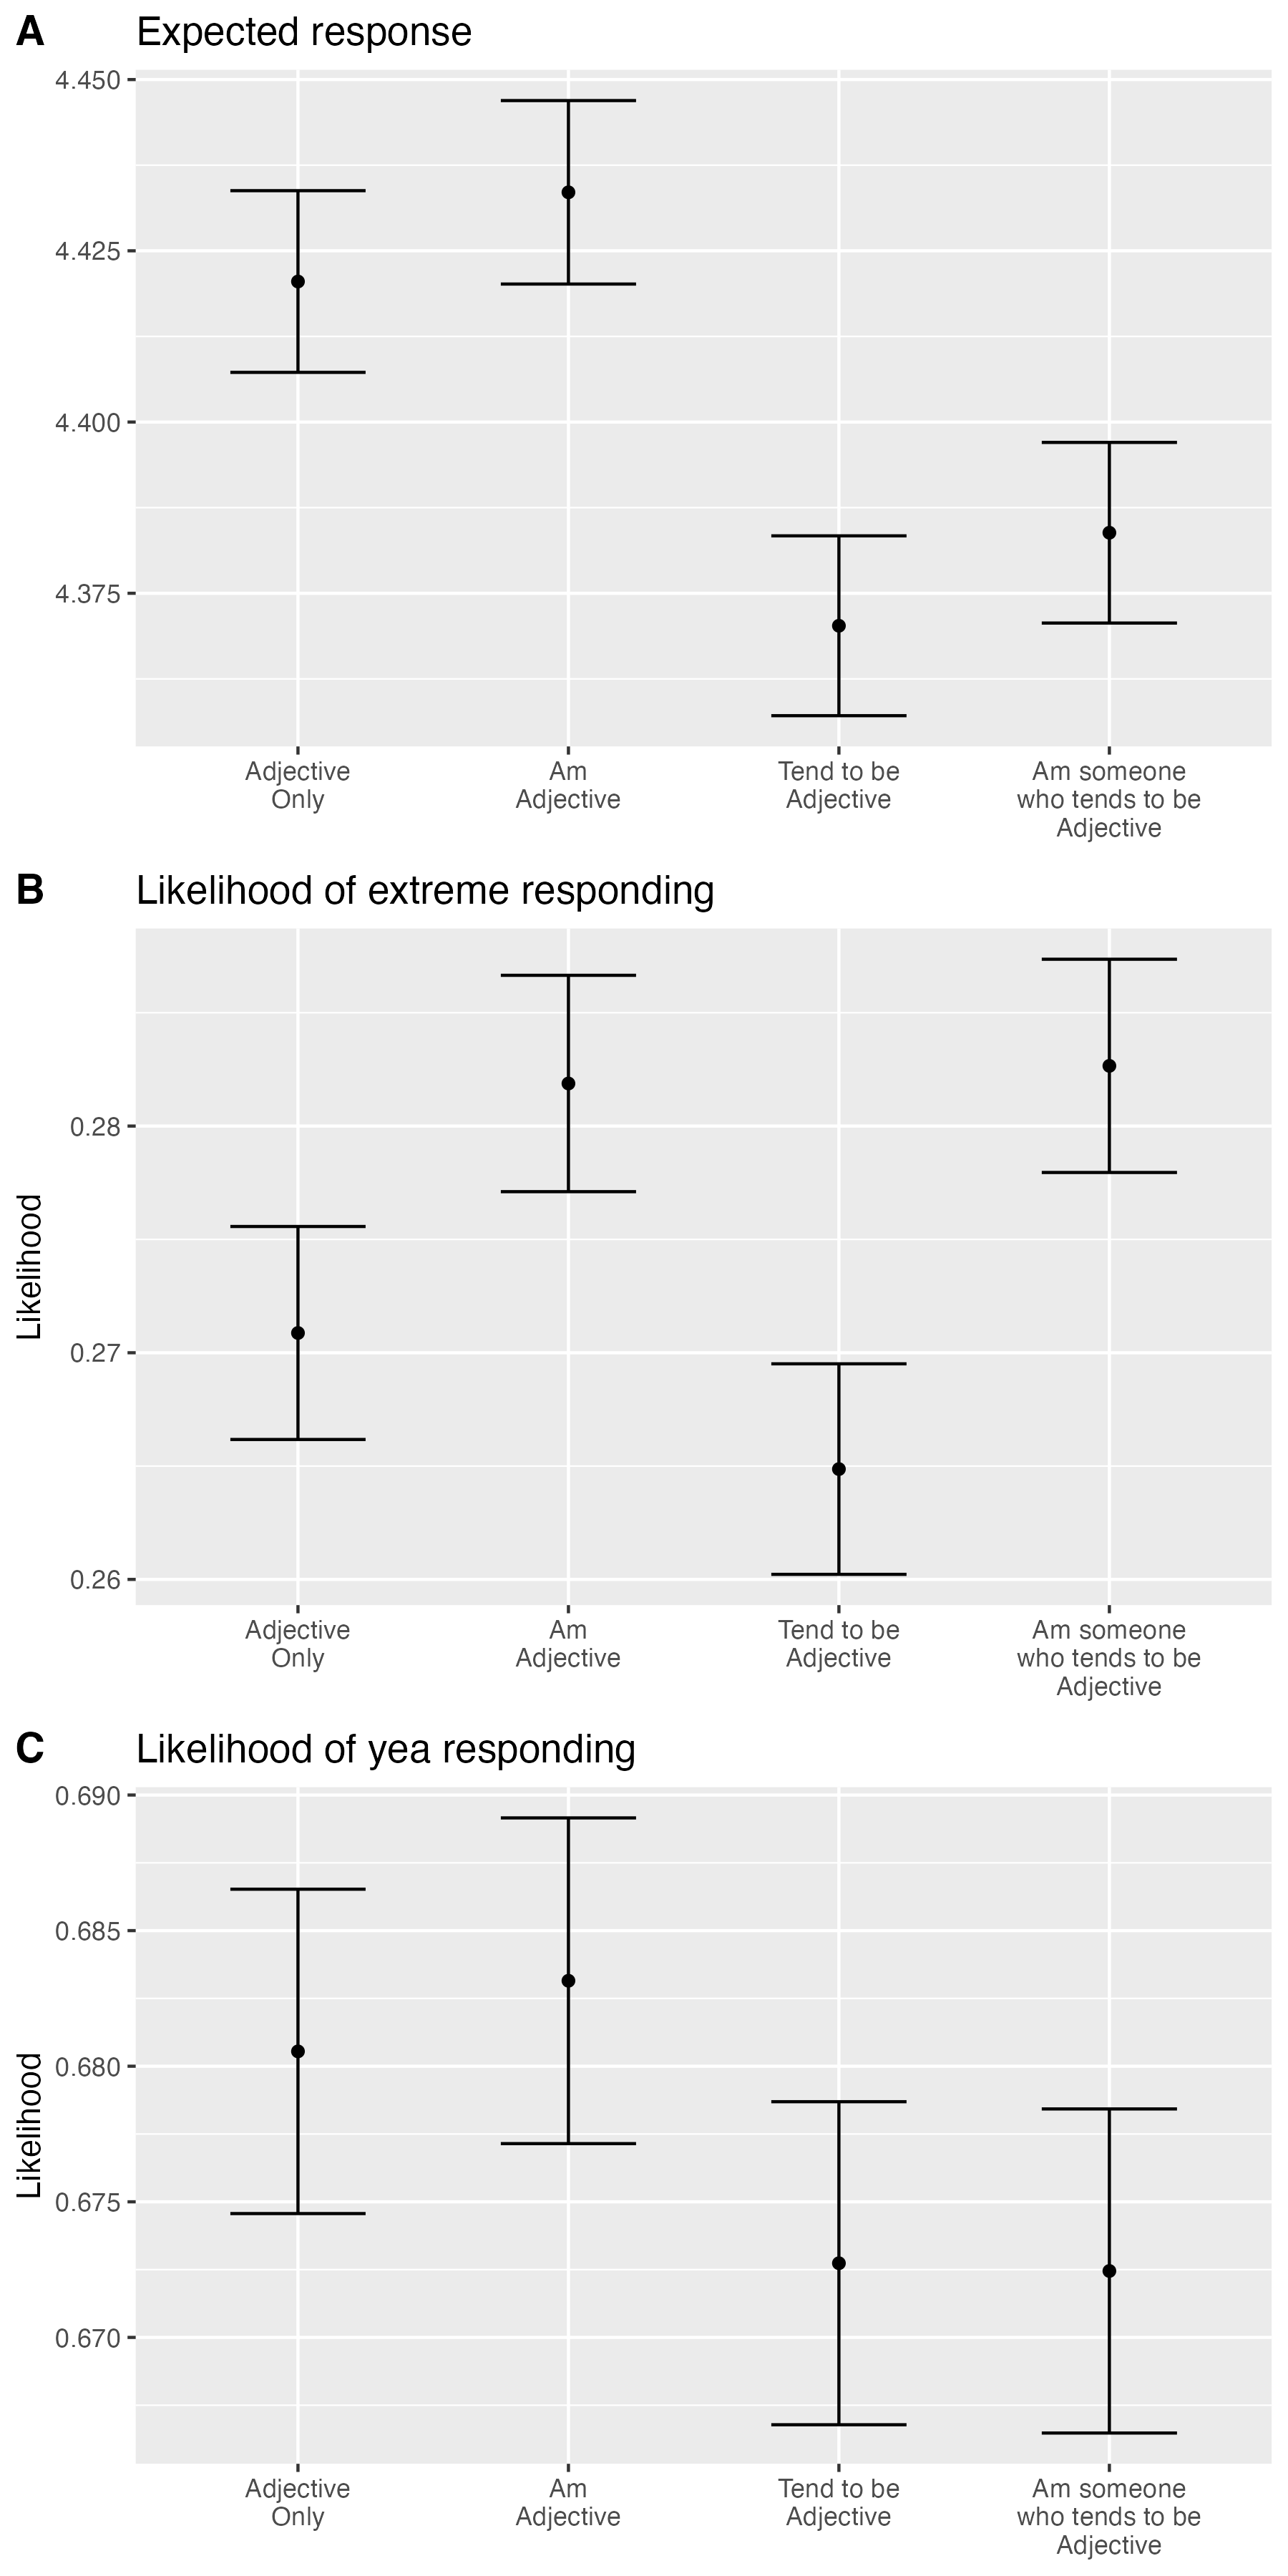 A Expected response
4.450
4.425
4.400
4.375
Adjective Only
Am Adjective
Tend to be Adjective
Am someone who tends to be Adjective
B Likelihood of extreme responding
Likelihood
0.28
0.27
0.26
Adjective Only
Am Adjective
Tend to be Adjective
Am someone who tends to be Adjective
C Likelihood of yea responding
Likelihood
0.690
0.685
0.680
0.675
0.670
Adjective Only
Am Adjective
Tend to be Adjective
Am someone who tends to be Adjective